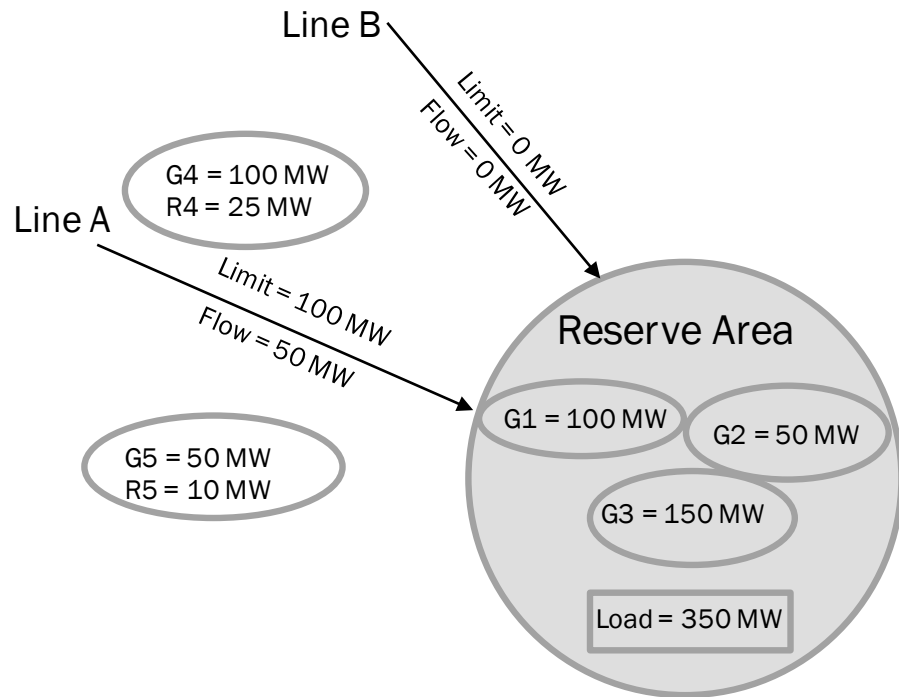 Line B
Limit = 0 MW
Flow = 0 MW
G4 = 100 MW
R4 = 25 MW
Line A
Limit = 100 MW
Flow = 50 MW
Reserve Area
G1 = 100 MW
G2 = 50 MW
G5 = 50 MW
R5 = 10 MW
G3 = 150 MW
Load = 350 MW